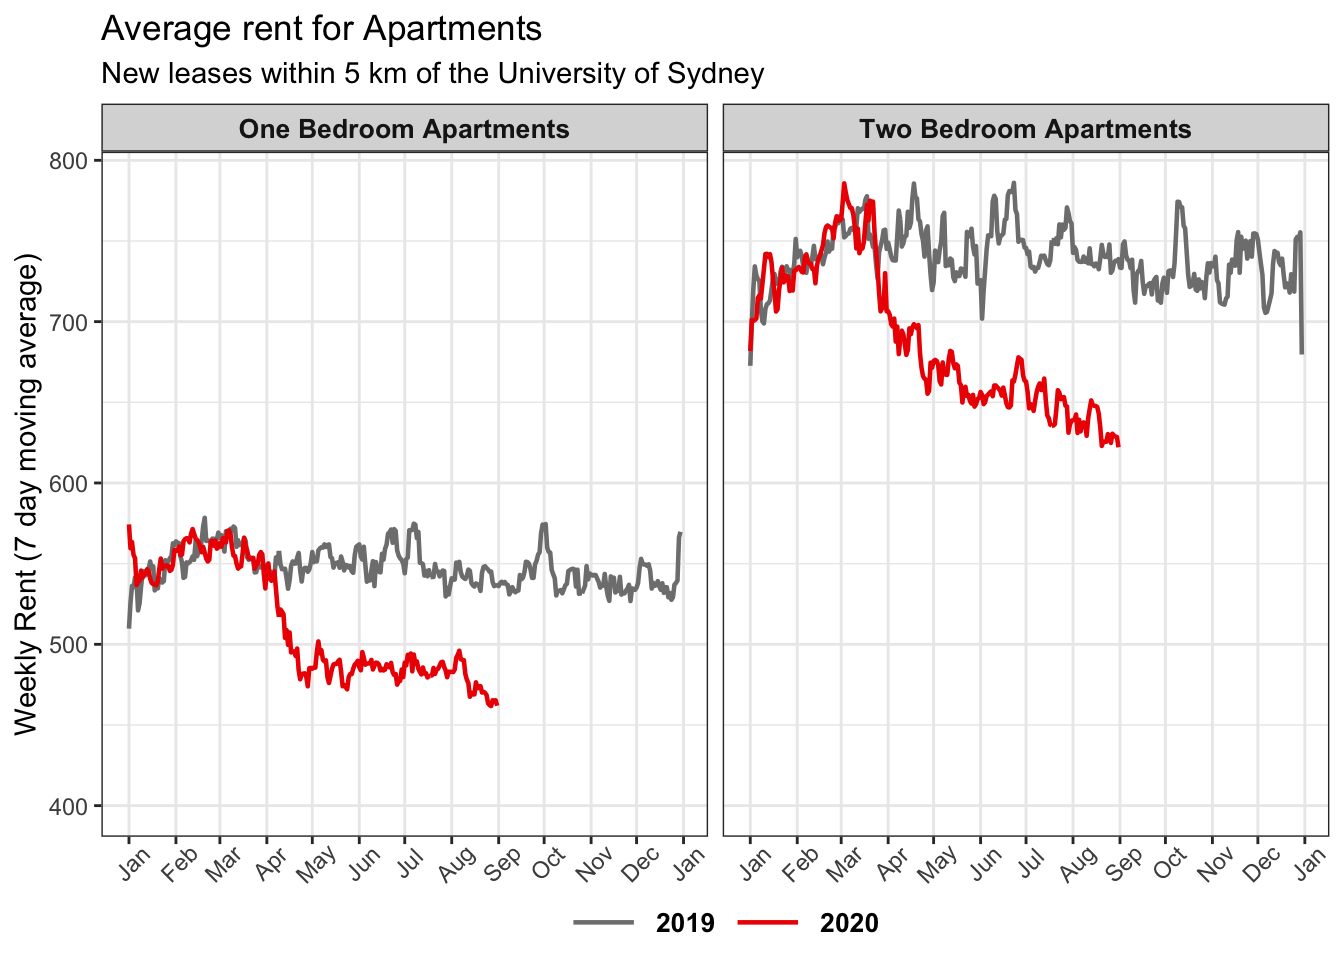 Average rent for Apartments
New leases within 5 km of the University of Sydney
One Bedroom Apartments
Two Bedroom Apartments
Weekly Rent (7 day moving average)
800
700
600
500
400
Jan Feb Mar Apr May Jun Jul Aug Sep Oct Nov Dec Jan
Jan Feb Mar Apr May Jun Jul Aug Sep Oct Nov Dec Jan
2019 2020